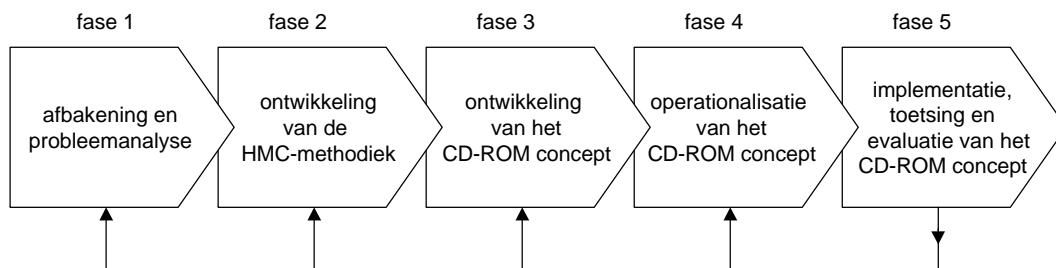 fase 1
fase 2
fase 3
fase 4
fase 5
afbakening en
probleemanalyse
ontwikkeling
van de
HMC-methodiek
ontwikkeling
van het
CD-ROM concept
operationalisatie
van het
CD-ROM concept
implementatie,
toetsing en
evaluatie van het
CD-ROM concept